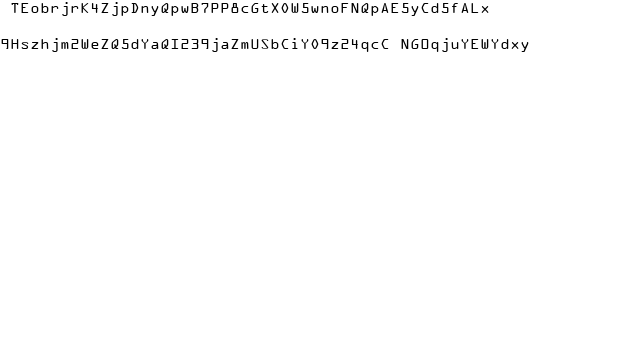 TEobrjrK4ZjpDnyQpwB7PP8cGtX0W5wnoFNQpAE5yCd5fALx
9Hszhjm2WeZQ5dYaQI239jaZmUSbCiY09z24qcC NGOqjuYEWYdxy